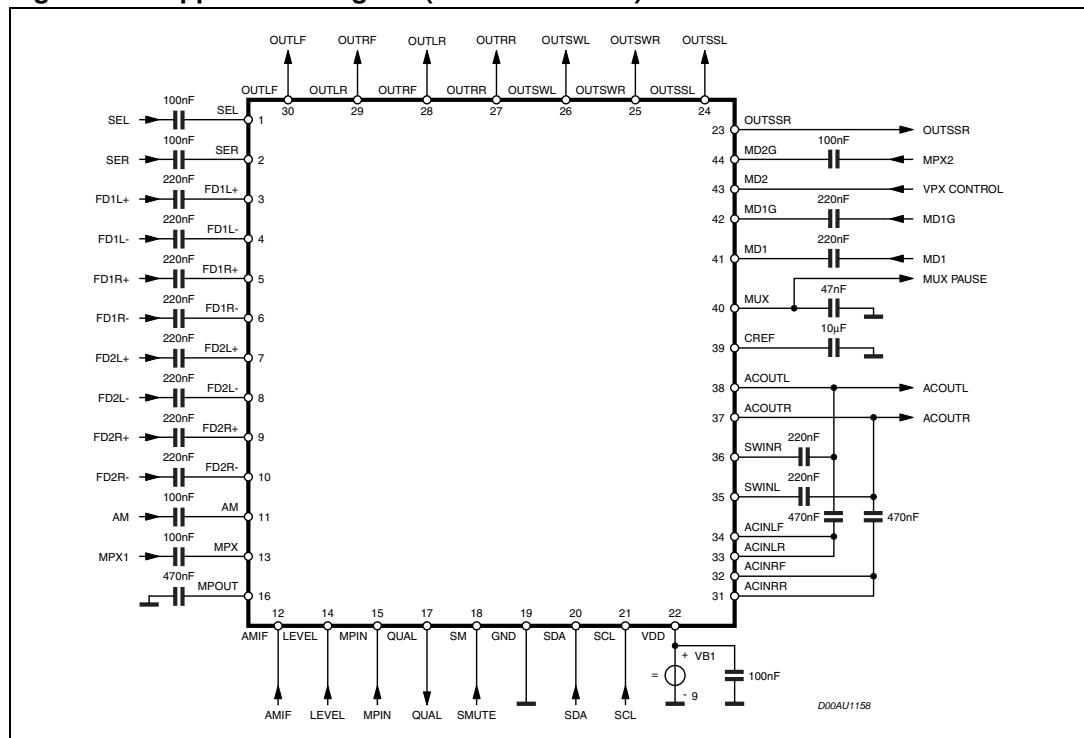 OUTLF OUTRF OUTLR OUTRR OUTSWL OUTSWR OUTSSL
OUTLF OUTLR OUTRF OUTRR OUTSWL OUTSWR OUTSSL
30 29 28 27 26 25 24
100nF
SEL SEL 1
100nF
SER SER 2
220nF
FD1L+ FD1L+ 3
220nF
FD1L- FD1L- 4
220nF
FD1R+ FD1R+ 5
220nF
FD1R- FD1R- 6
220nF
FD2L+ FD2L+ 7
220nF
FD2L- FD2L- 8
220nF
FD2R+ FD2R+ 9
220nF
FD2R- FD2R- 10
100nF
AM AM 11
100nF
MPX1 MPX 13
470nF
MPOUT 16
23 OUTSSR OUTSSR
100nF
44 MD2G MPX2
43 MD2 VPX CONTROL
220nF
42 MD1G MD1G
220nF
41 MD1 MD1
MUX PAUSE
47nF
40 MUX
10µF
39 CREF
38 ACOUTL ACOUTL
37 ACOUTR ACOUTR
220nF
36 SWINR
220nF
35 SWINL
470nF 470nF
34 ACINLF
33 ACINLR
32 ACINRF
31 ACINRR
12 14 15 17 18 19 20 21 22
AMIF LEVEL MPIN QUAL SM GND SDA SCL VDD
+ VB1
=
- 9
100nF
AMIF LEVEL MPIN QUAL SMUTE SDA SCL
D00AU1158